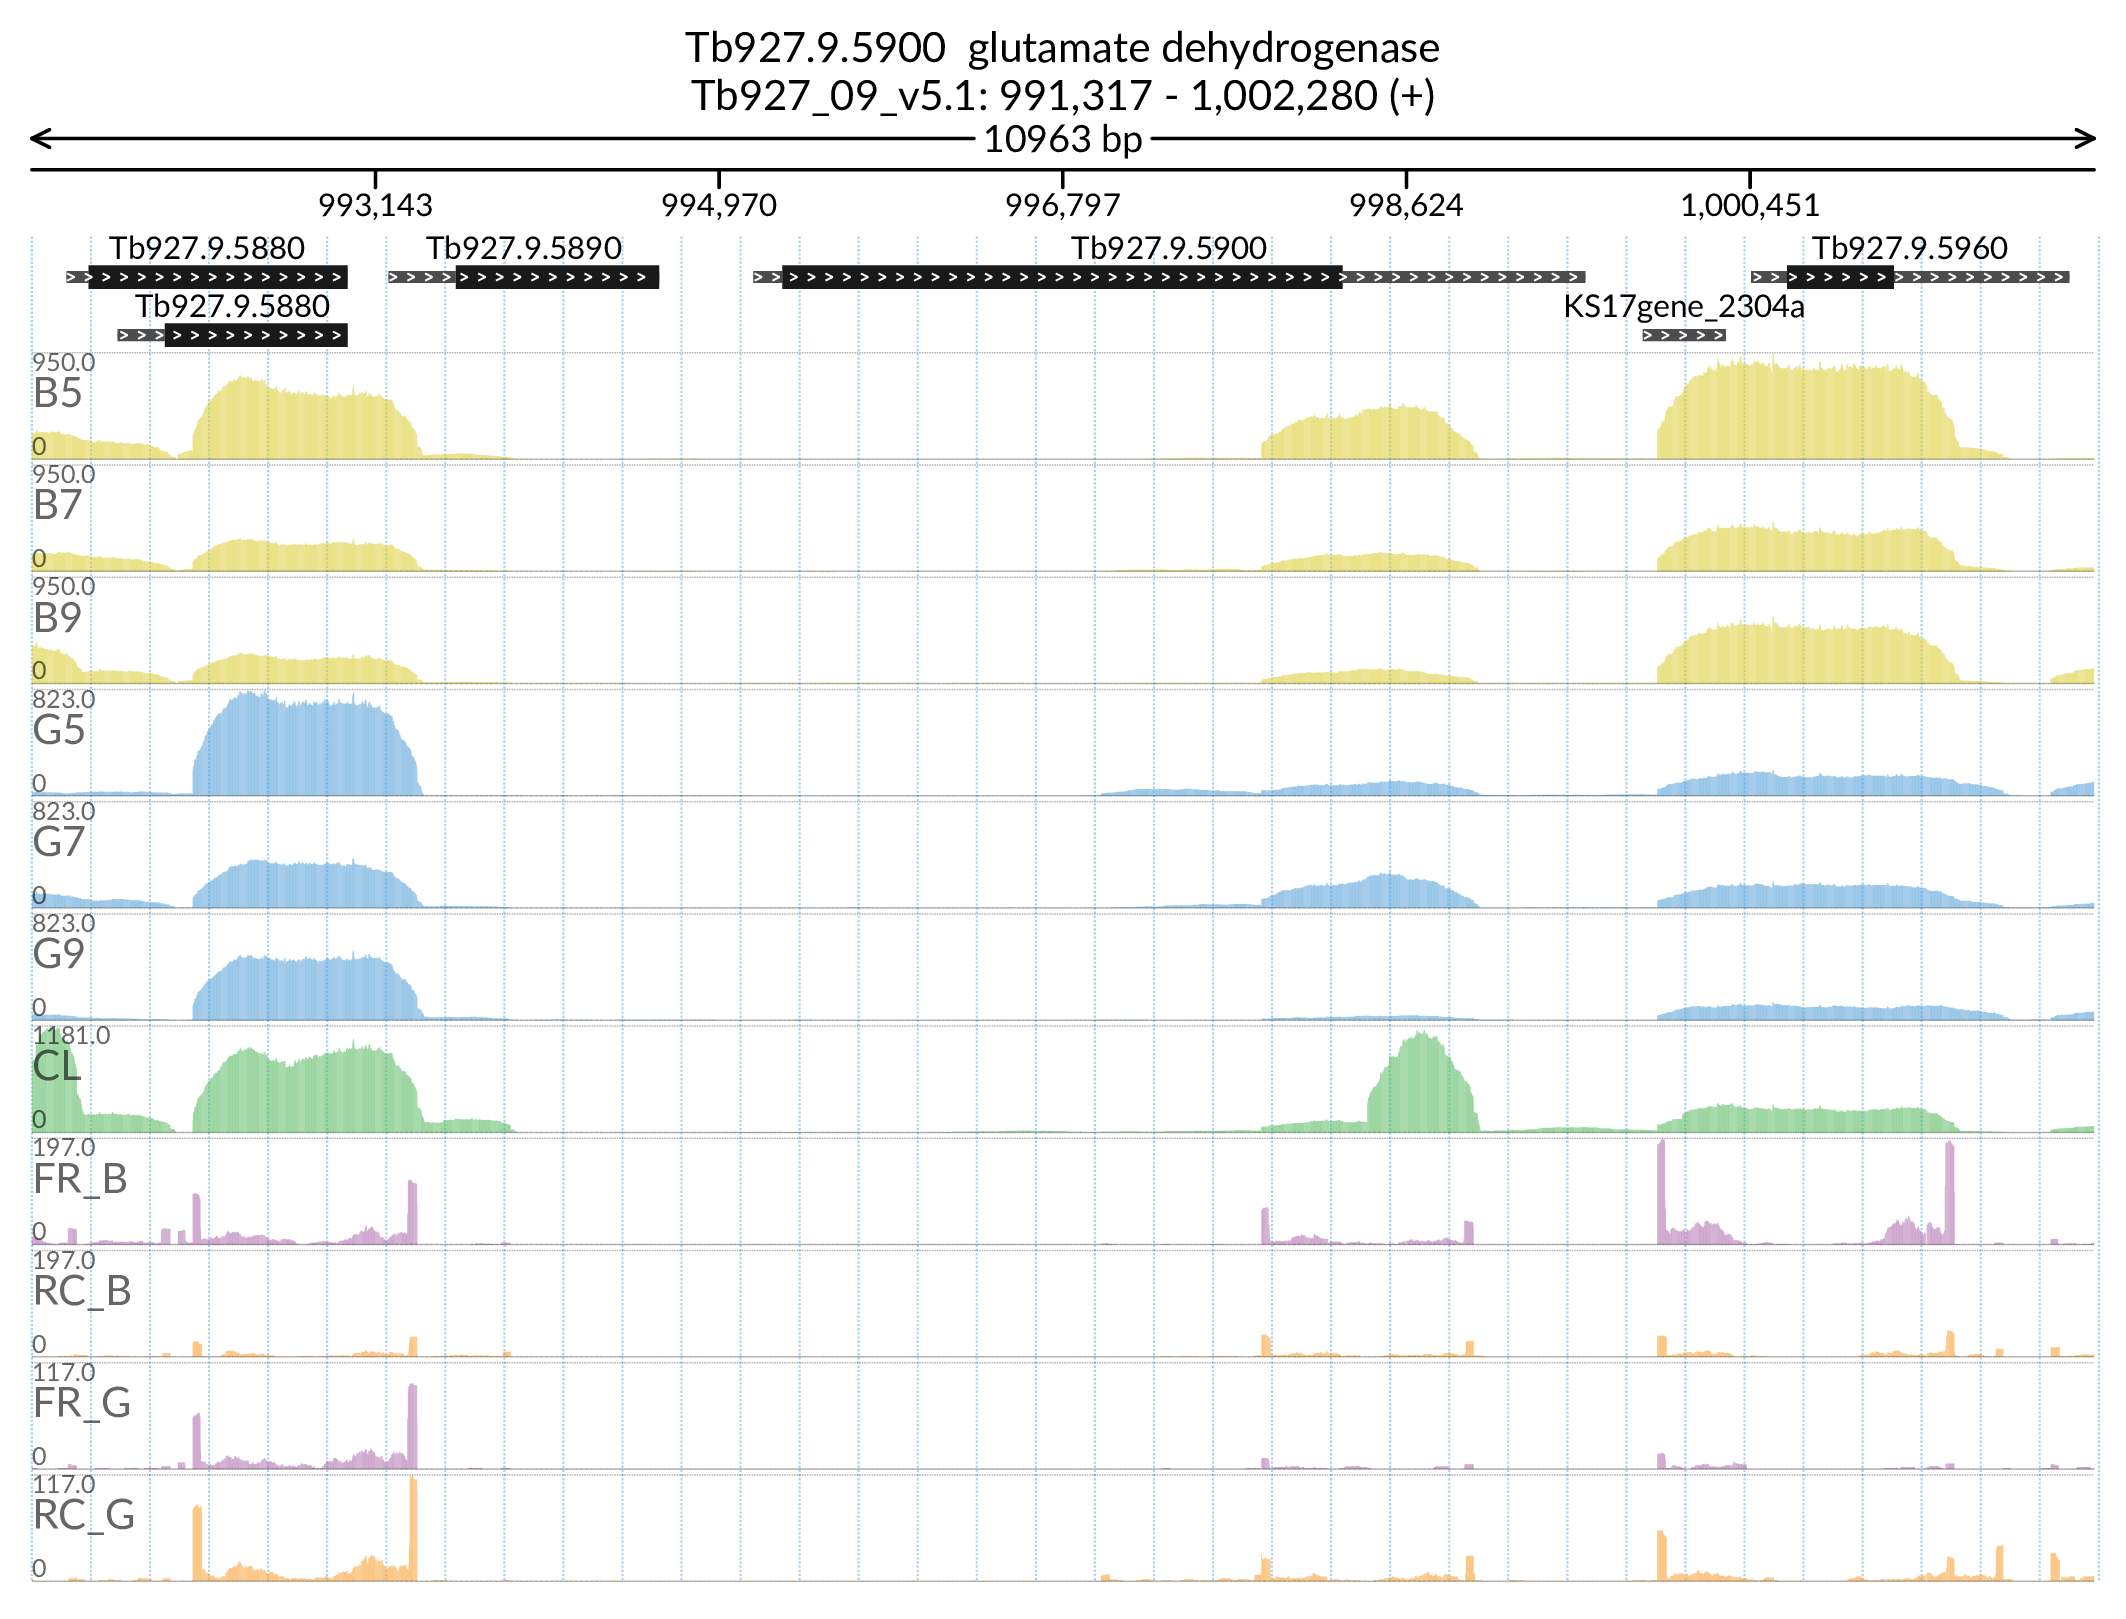 Tb927.9.5900 glutamate dehydrogenase
Tb927_09_v5.1: 991,317 - 1,002,280 (+)
10963 bp
993,143 994,970 996,797 998,624 1,000,451
Tb927.9.5880 Tb927.9.5890 Tb927.9.5900 Tb927.9.5960
Tb927.9.5880 KS17gene_2304a
950.0
B5
0
950.0
B7
0
950.0
B9
0
823.0
G5
0
823.0
G7
0
823.0
G9
0
1181.0
CL
0
197.0
FR_B
0
197.0
RC_B
0
117.0
FR_G
0
117.0
RC_G
0